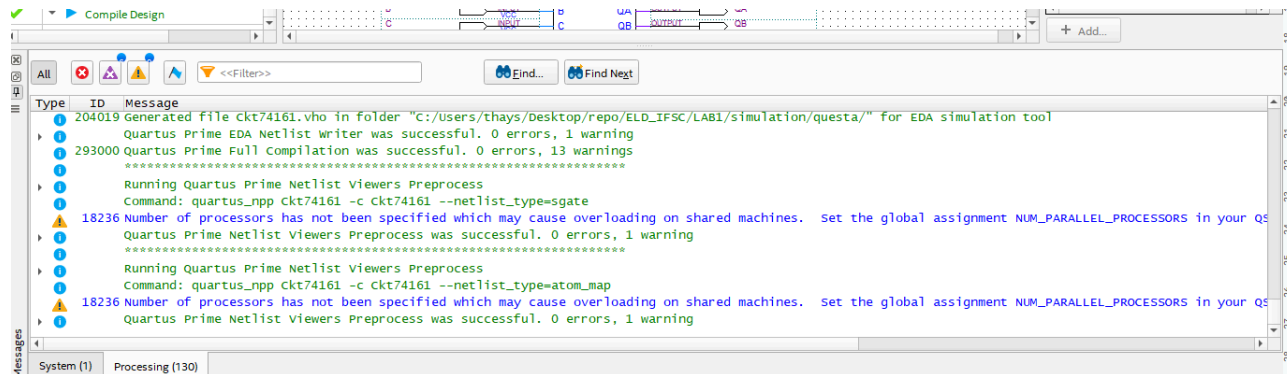 Compile Design
INPUT B QA OUTPUT QB
VCC
C INPUT C QB OUTPUT QB
VCC
Add...
All <<Filter>> Find... Find Next
Type ID Message
204019 Generated file Ckt74161.vho in folder "C:/Users/thays/Desktop/repo/ELD_IFSC/LAB1/simulation/questa/" for EDA simulation tool
Quartus Prime EDA Netlist Writer was successful. 0 errors, 1 warning
293000 Quartus Prime Full Compilation was successful. 0 errors, 13 warnings
*******************************************************************
Running Quartus Prime Netlist Viewers Preprocess
Command: quartus_npp Ckt74161 -c Ckt74161 --netlist_type=sgate
18236 Number of processors has not been specified which may cause overloading on shared machines.  Set the global assignment NUM_PARALLEL_PROCESSORS in your QS
Quartus Prime Netlist Viewers Preprocess was successful. 0 errors, 1 warning
*******************************************************************
Running Quartus Prime Netlist Viewers Preprocess
Command: quartus_npp Ckt74161 -c Ckt74161 --netlist_type=atom_map
18236 Number of processors has not been specified which may cause overloading on shared machines.  Set the global assignment NUM_PARALLEL_PROCESSORS in your QS
Quartus Prime Netlist Viewers Preprocess was successful. 0 errors, 1 warning
Messages
System (1) Processing (130)